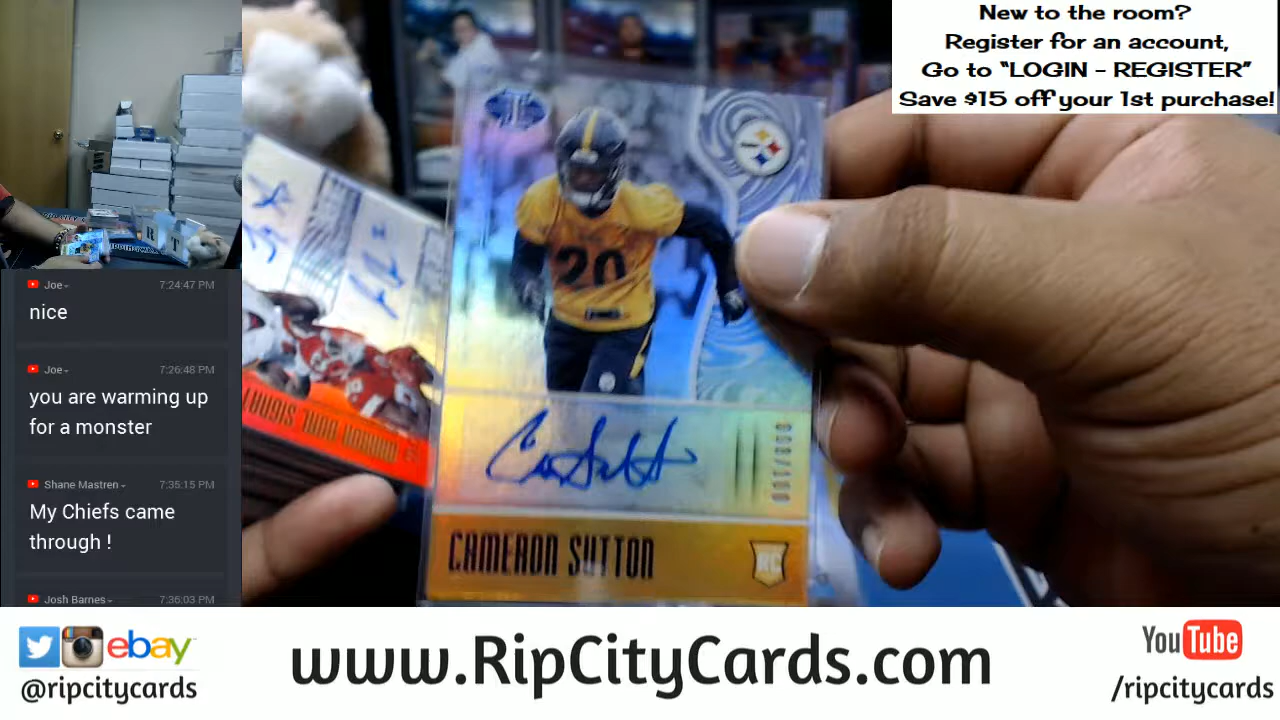 New to the room?
Register for an account,
Go to "LOGIN - REGISTER"
Save $15 off your 1st purchase!
R T
Joe
7:24:47 PM
nice
Joe
7:26:48 PM
you are warming up
for a monster
Shane Mastren
7:35:15 PM
My Chiefs came
through !
Josh Barnes
7:36:03 PM
20
CAMERON SUTTON
RC
ebay
@ripcitycards
www.RipCityCards.com
YouTube
/ripcitycards